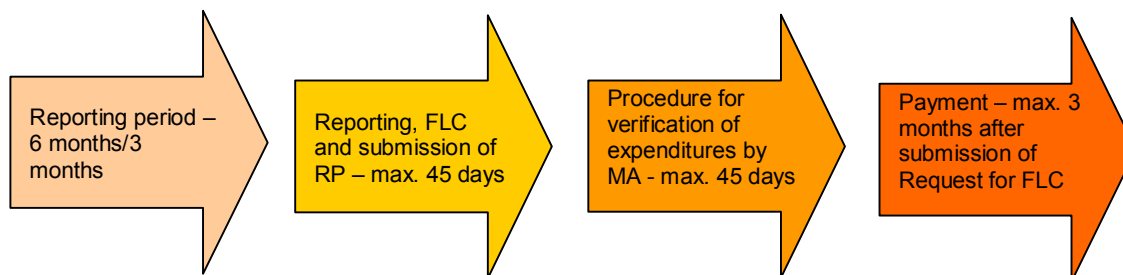 Reporting period –
6 months/3
months
Reporting, FLC
and submission of
RP – max. 45 days
Procedure for
verification of
expenditures by
MA - max. 45 days
Payment – max. 3
months after
submission of
Request for FLC